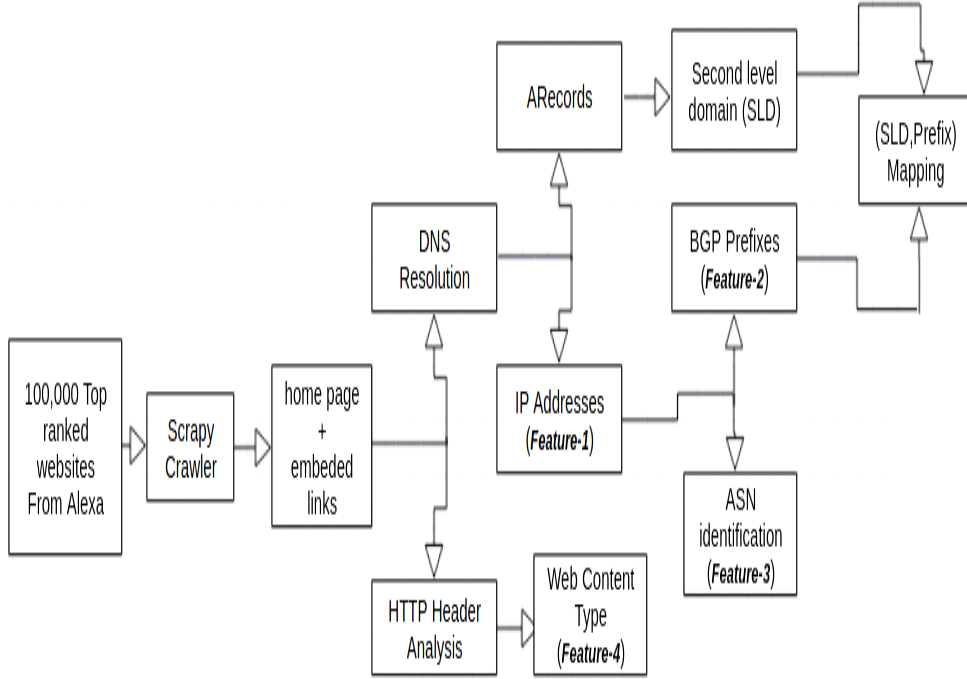 100,000 Top
ranked
websites
From Alexa
Scrapy
Crawler
home page
+
embeded
links
DNS
Resolution
HTTP Header
Analysis
Web Content
Type
(Feature-4)
ARecords
IP Addresses
(Feature-1)
Second level
domain (SLD)
BGP Prefixes
(Feature-2)
ASN
identification
(Feature-3)
(SLD,Prefix)
Mapping